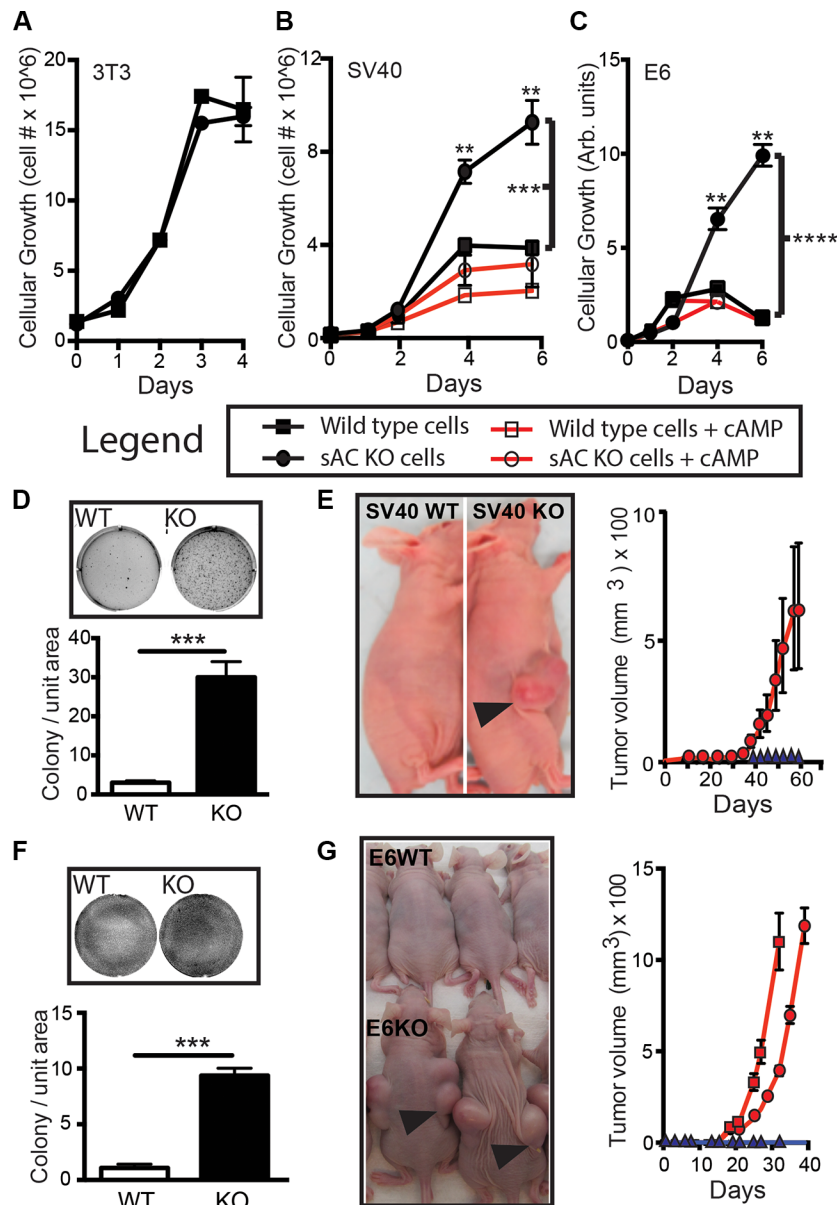 A
3T3
Cellular Growth (cell # x 10^6)
20
15
10
5
0
0 1 2 3 4
Days
B
SV40
Cellular Growth (cell # x 10^6)
12
8
4
0
**
**
***
0 2 4 6
Days
C
E6
Cellular Growth (Arb. units)
15
10
5
0
**
**
****
0 2 4 6
Days
Legend
Wild type cells
Wild type cells + cAMP
sAC KO cells
sAC KO cells + cAMP
D
WT KO
Colony / unit area
40
30
20
10
0
***
WT KO
E
SV40 WT SV40 KO
Tumor volume (mm 3) x 100
10
5
0
0 20 40 60
Days
F
WT KO
Colony / unit area
15
10
5
0
***
WT KO
G
E6WT
E6KO
Tumor volume (mm3) x 100
15
10
5
0
0 10 20 30 40
Days